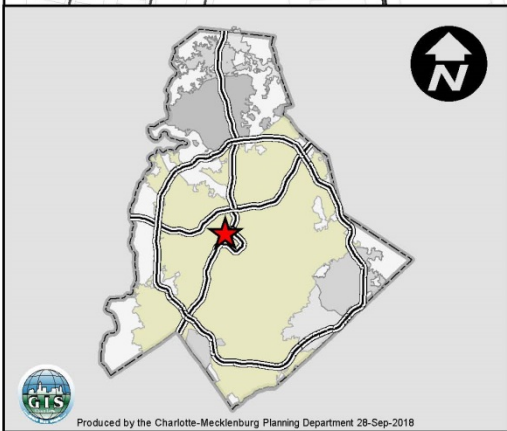 N
GIS
Produced by the Charlotte-Mecklenburg Planning Department 28-Sep-2018